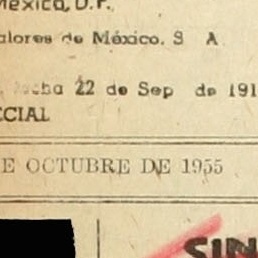 México, D.F.
alores de México, S A
fecha 22 de Sep de 191
CIAL
E OCTUBRE DE 1955
SIN